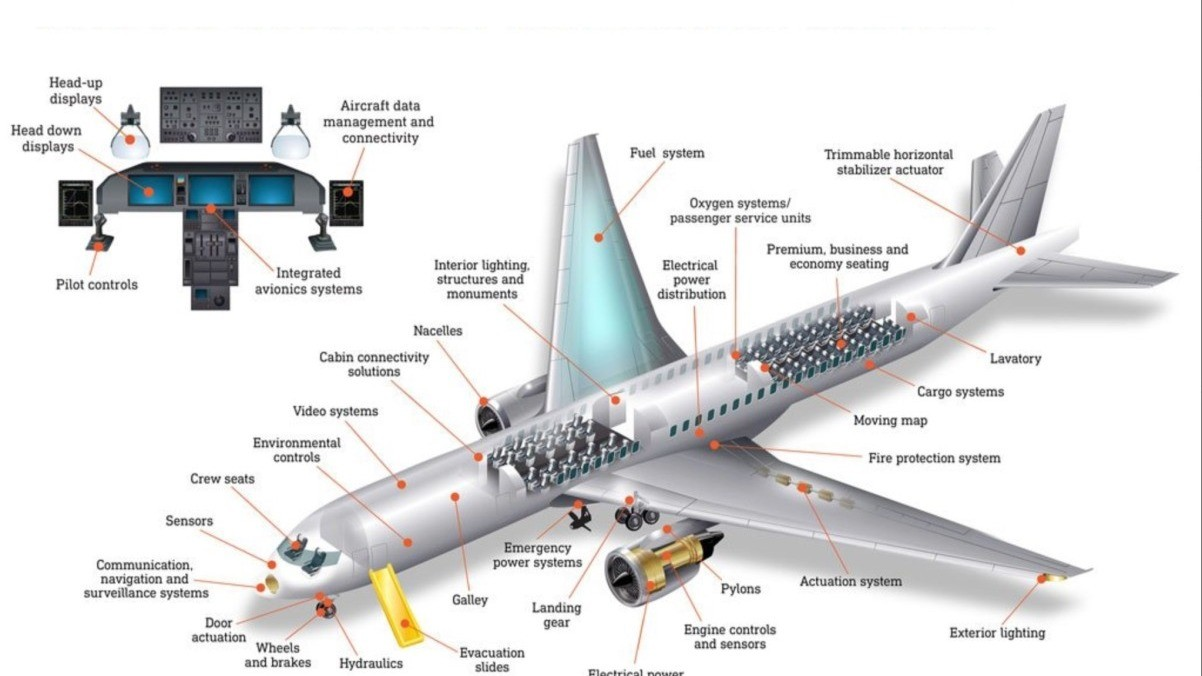 Head-up
displays
Head down
displays
Aircraft data
management and
connectivity
Pilot controls
Integrated
avionics systems
Fuel system
Trimmable horizontal
stabilizer actuator
Oxygen systems/
passenger service units
Premium, business and
economy seating
Interior lighting,
structures and
monuments
Electrical
power
distribution
Nacelles
Cabin connectivity
solutions
Video systems
Environmental
controls
Crew seats
Sensors
Communication,
navigation and
surveillance systems
Lavatory
Cargo systems
Moving map
Fire protection system
Emergency
power systems
Actuation system
Pylons
Galley
Landing
gear
Door
actuation
Wheels
and brakes
Hydraulics
Evacuation
slides
Engine controls
and sensors
Exterior lighting
Electrical power